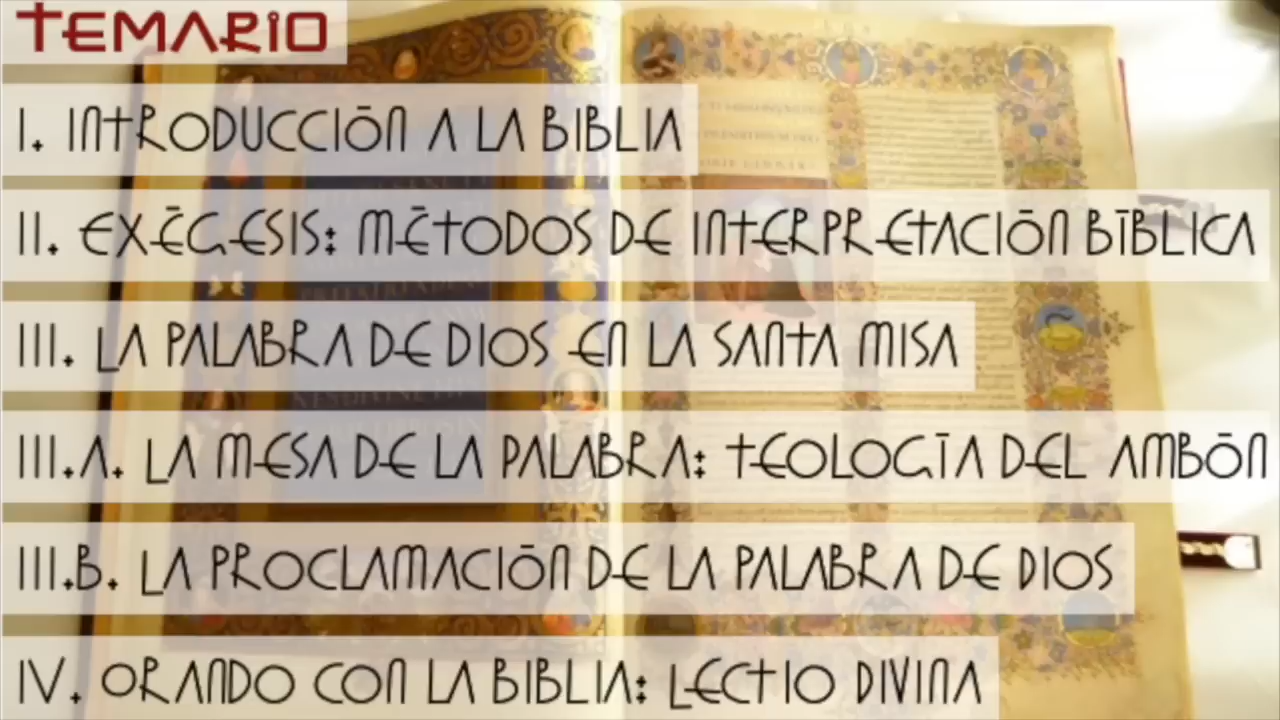 TEMARIO
I. INTRODUCCIÓN A LA BIBLIA
II. EXÉGESIS: MÉTODOS DE INTERPRETACIÓN BÍBLICA
III. LA PALABRA DE DIOS EN LA SANTA MISA
III.A. LA MESA DE LA PALABRA: TEOLOGÍA DEL AMBÓN
III.B. LA PROCLAMACIÓN DE LA PALABRA DE DIOS
IV. ORANDO CON LA BIBLIA: LECTIO DIVINA